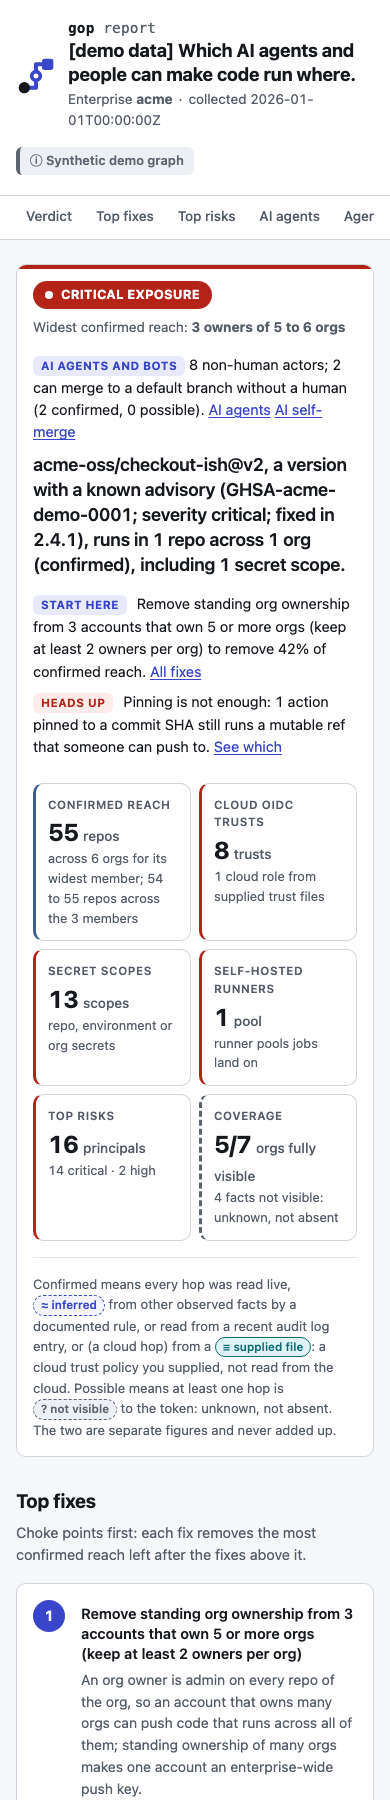 gop report
[demo data] Which AI agents and
people can make code run where.
Enterprise acme · collected 2026-01-
01T00:00:00Z
ⓘ Synthetic demo graph
Verdict Top fixes Top risks AI agents Ager
CRITICAL EXPOSURE
Widest confirmed reach: 3 owners of 5 to 6 orgs
AI AGENTS AND BOTS 8 non-human actors; 2
can merge to a default branch without a human
(2 confirmed, 0 possible). AI agents AI self-
merge
acme-oss/checkout-ish@v2, a version
with a known advisory (GHSA-acme-
demo-0001; severity critical; fixed in
2.4.1), runs in 1 repo across 1 org
(confirmed), including 1 secret scope.
START HERE Remove standing org ownership
from 3 accounts that own 5 or more orgs (keep
at least 2 owners per org) to remove 42% of
confirmed reach. All fixes
HEADS UP Pinning is not enough: 1 action
pinned to a commit SHA still runs a mutable ref
that someone can push to. See which
CONFIRMED REACH
55 repos
across 6 orgs for its
widest member; 54
to 55 repos across
the 3 members
CLOUD OIDC
TRUSTS
8 trusts
1 cloud role from
supplied trust files
SECRET SCOPES
13 scopes
repo, environment or
org secrets
SELF-HOSTED
RUNNERS
1 pool
runner pools jobs
land on
TOP RISKS
16 principals
14 critical · 2 high
COVERAGE
5/7 orgs fully
visible
4 facts not visible:
unknown, not absent
Confirmed means every hop was read live,
≈ inferred from other observed facts by a
documented rule, or read from a recent audit log
entry, or (a cloud hop) from a ≡ supplied file: a
cloud trust policy you supplied, not read from the
cloud. Possible means at least one hop is
? not visible to the token: unknown, not absent.
The two are separate figures and never added up.
Top fixes
Choke points first: each fix removes the most
confirmed reach left after the fixes above it.
1 Remove standing org ownership from 3
accounts that own 5 or more orgs
(keep at least 2 owners per org)
An org owner is admin on every repo of
the org, so an account that owns many
orgs can push code that runs across all of
them; standing ownership of many orgs
makes one account an enterprise-wide
push key.